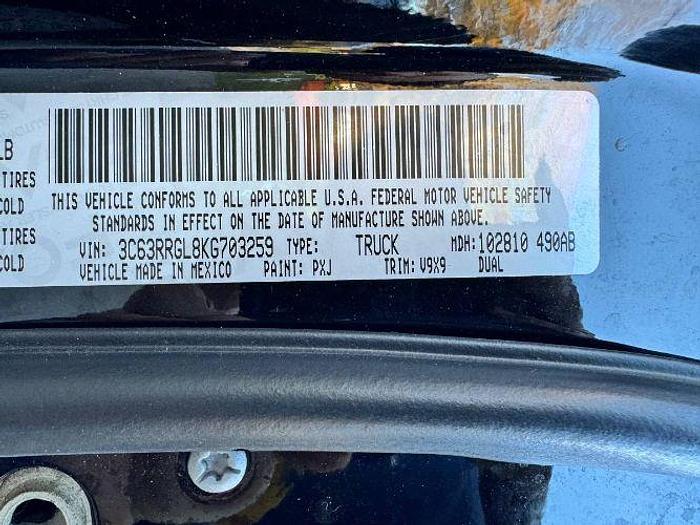 LB
TIRES
COLD
TIRES
COLD
THIS VEHICLE CONFORMS TO ALL APPLICABLE U.S.A. FEDERAL MOTOR VEHICLE SAFETY
STANDARDS IN EFFECT ON THE DATE OF MANUFACTURE SHOWN ABOVE.
VIN: 3C63RRGL8KG703259 TYPE: TRUCK MDH: 102810 490AB
VEHICLE MADE IN MEXICO PAINT: PXJ TRIM: V9X9 DUAL